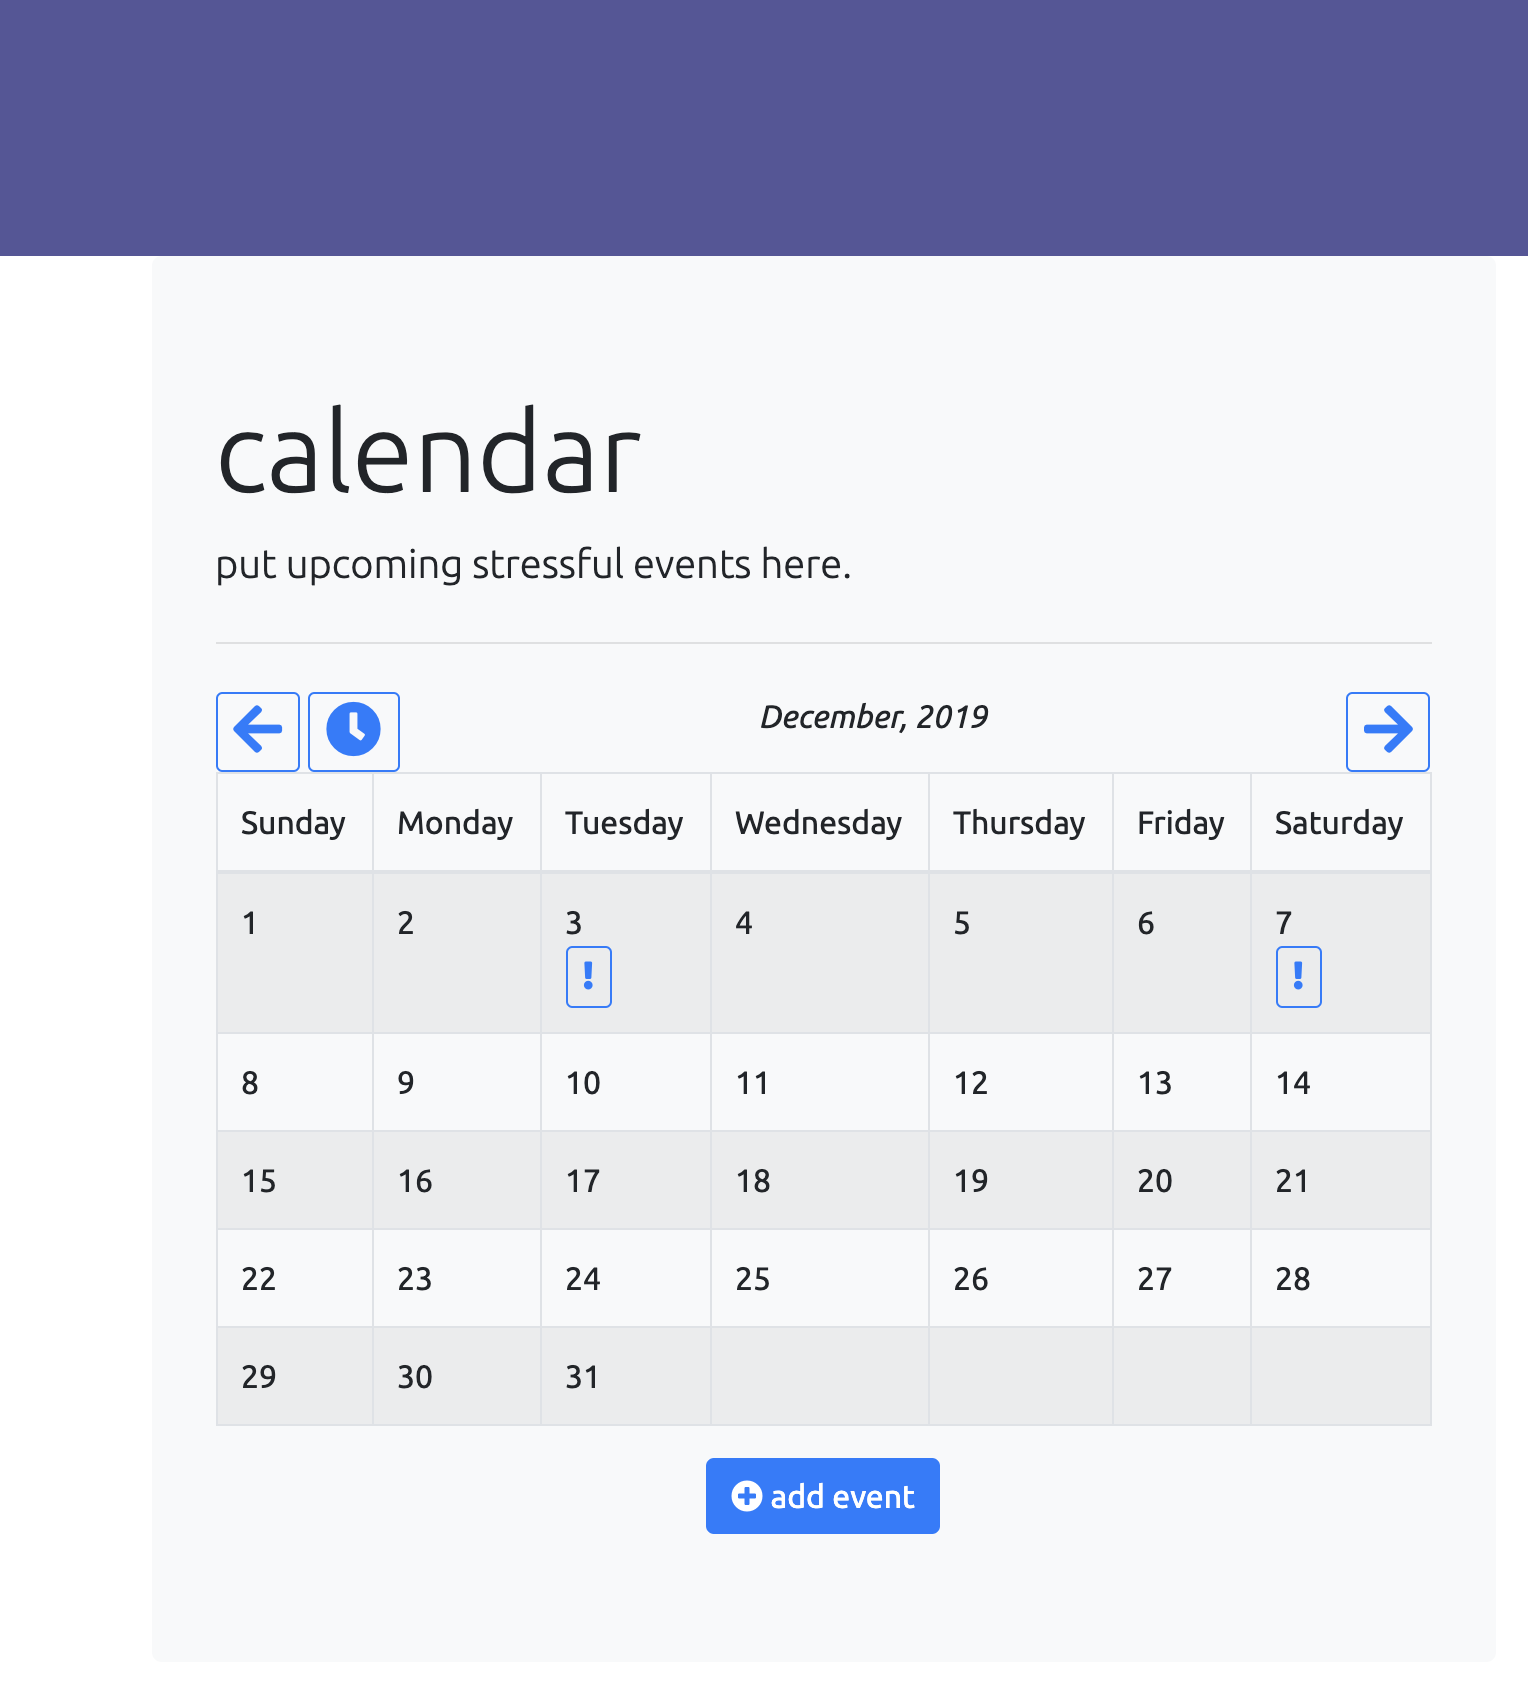 calendar
put upcoming stressful events here.
December, 2019
Sunday Monday Tuesday Wednesday Thursday Friday Saturday
1 2 3 4 5 6 7
! !
8 9 10 11 12 13 14
15 16 17 18 19 20 21
22 23 24 25 26 27 28
29 30 31
add event